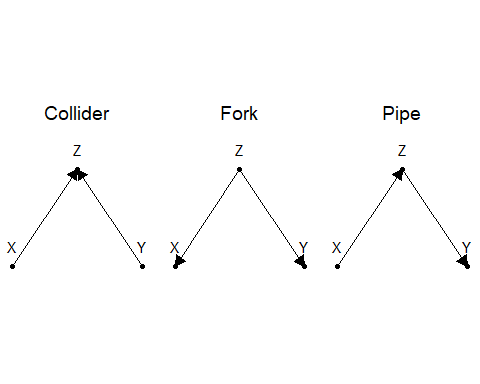 Collider Fork Pipe
Z Z Z
X Y X Y X Y